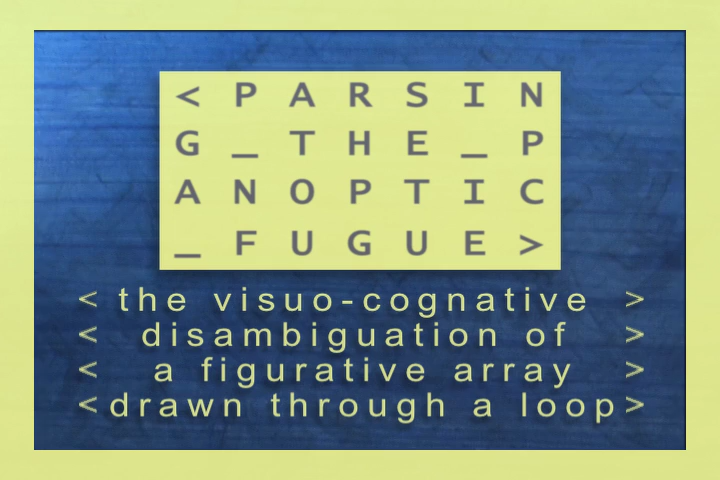 < P A R S I N
G _ T H E _ P
A N O P T I C
_ F U G U E >
< the visuo-cognative >
< disambiguation of >
< a figurative array >
< drawn through a loop >